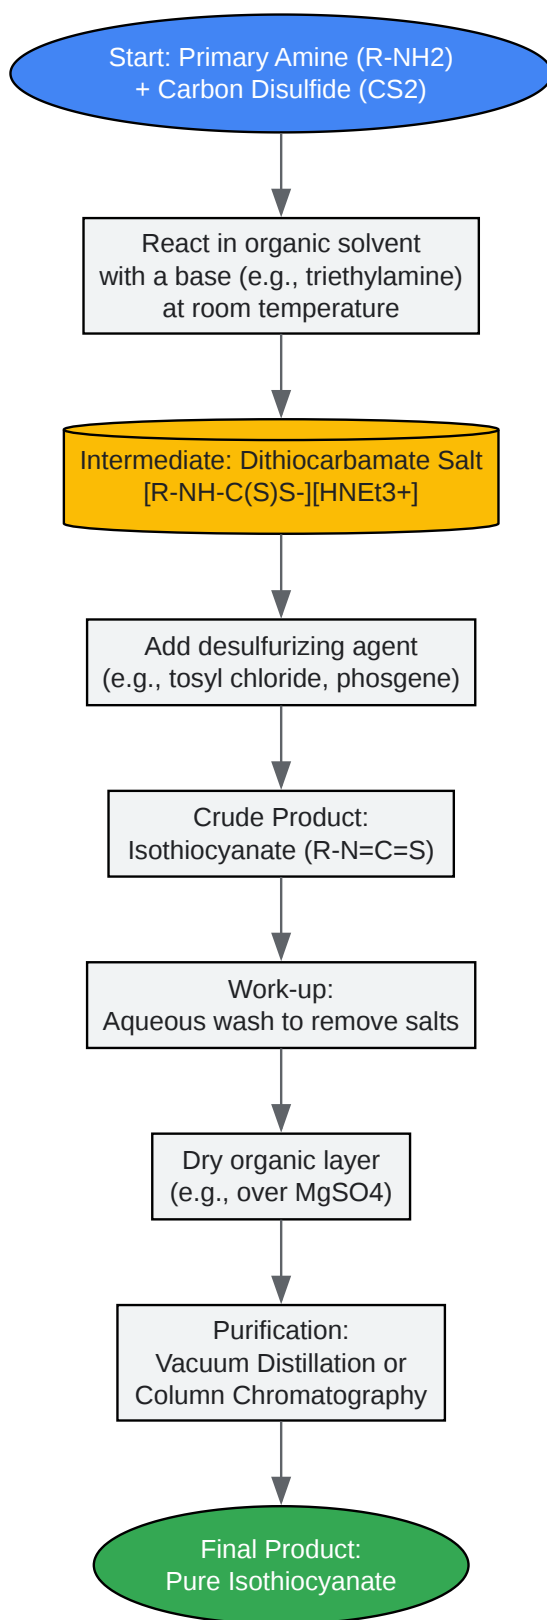 Start: Primary Amine (R-NH2)
+ Carbon Disulfide (CS2)
React in organic solvent
with a base (e.g., triethylamine)
at room temperature
Intermediate: Dithiocarbamate Salt
[R-NH-C(S)S-][HNEt3+]
Add desulfurizing agent
(e.g., tosyl chloride, phosgene)
Crude Product:
Isothiocyanate (R-N=C=S)
Work-up:
Aqueous wash to remove salts
Dry organic layer
(e.g., over MgSO4)
Purification:
Vacuum Distillation or
Column Chromatography
Final Product:
Pure Isothiocyanate